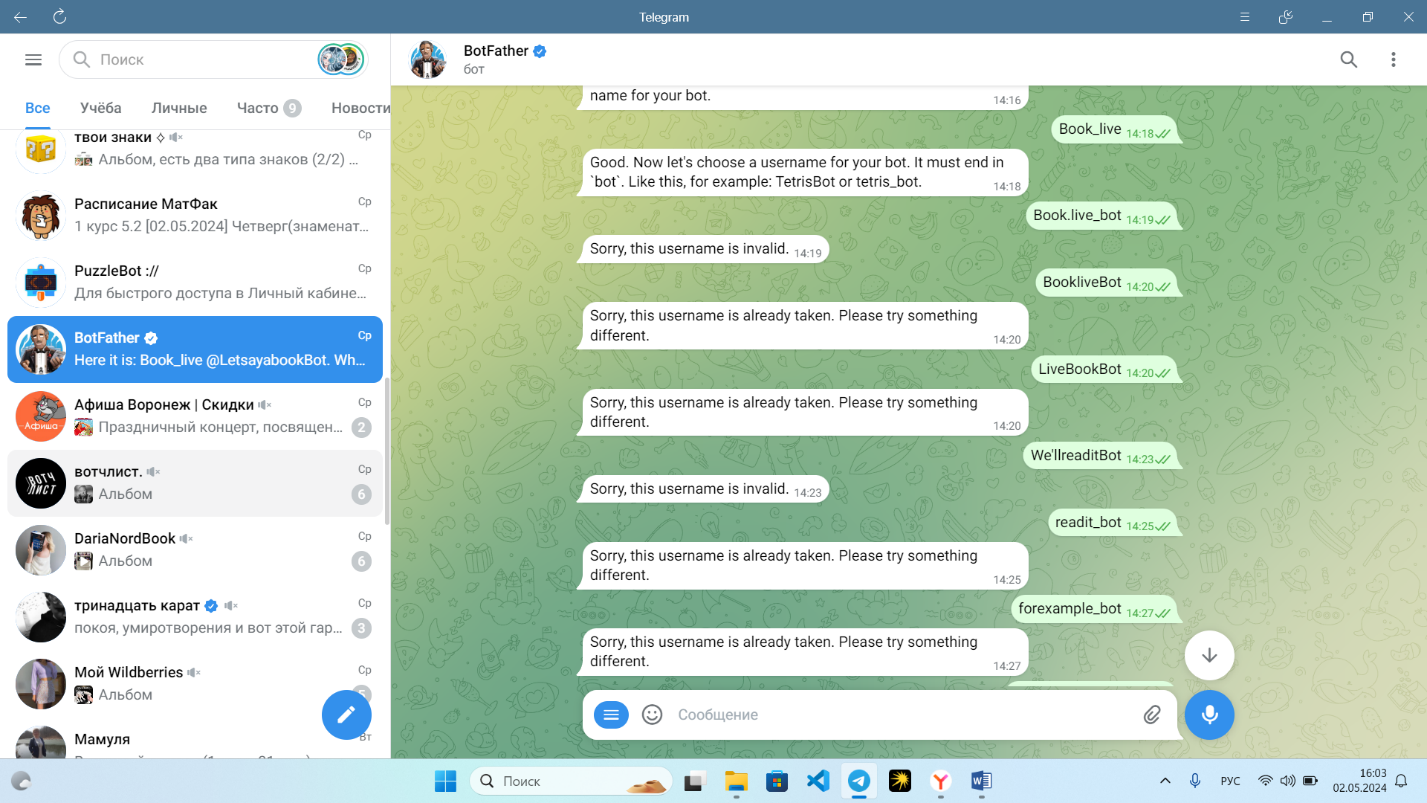 Telegram
Поиск
Все Учёба Личные Часто 9 Новости
твои знаки ◊ Ср
Альбом, есть два типа знаков (2/2) ...
Расписание МатФак Ср
1 курс 5.2 [02.05.2024] Четверг(знаменат...
PuzzleBot :// Ср
Для быстрого доступа в Личный кабине...
BotFather Ср
Here it is: Book_live @LetsayabookBot. Wh...
Афиша Воронеж | Скидки Ср
Афиша
Праздничный концерт, посвящен... 2
вотчлист. Ср
ВОТЧ
ЛИСТ
Альбом 6
DariaNordBook Ср
Альбом 6
тринадцать карат Ср
покоя, умиротворения и вот этой гар... 3
Мой Wildberries Ср
Альбом
Мамуля Вт
BotFather
бот
name for your bot. 14:16
Book_live 14:18
Good. Now let's choose a username for your bot. It must end in
`bot`. Like this, for example: TetrisBot or tetris_bot. 14:18
Book.live_bot 14:19
Sorry, this username is invalid. 14:19
BookliveBot 14:20
Sorry, this username is already taken. Please try something
different. 14:20
LiveBookBot 14:20
Sorry, this username is already taken. Please try something
different. 14:20
We'llreaditBot 14:23
Sorry, this username is invalid. 14:23
readit_bot 14:25
Sorry, this username is already taken. Please try something
different. 14:25
forexample_bot 14:27
Sorry, this username is already taken. Please try something
different. 14:27
Сообщение
Поиск
РУС
16:03
02.05.2024